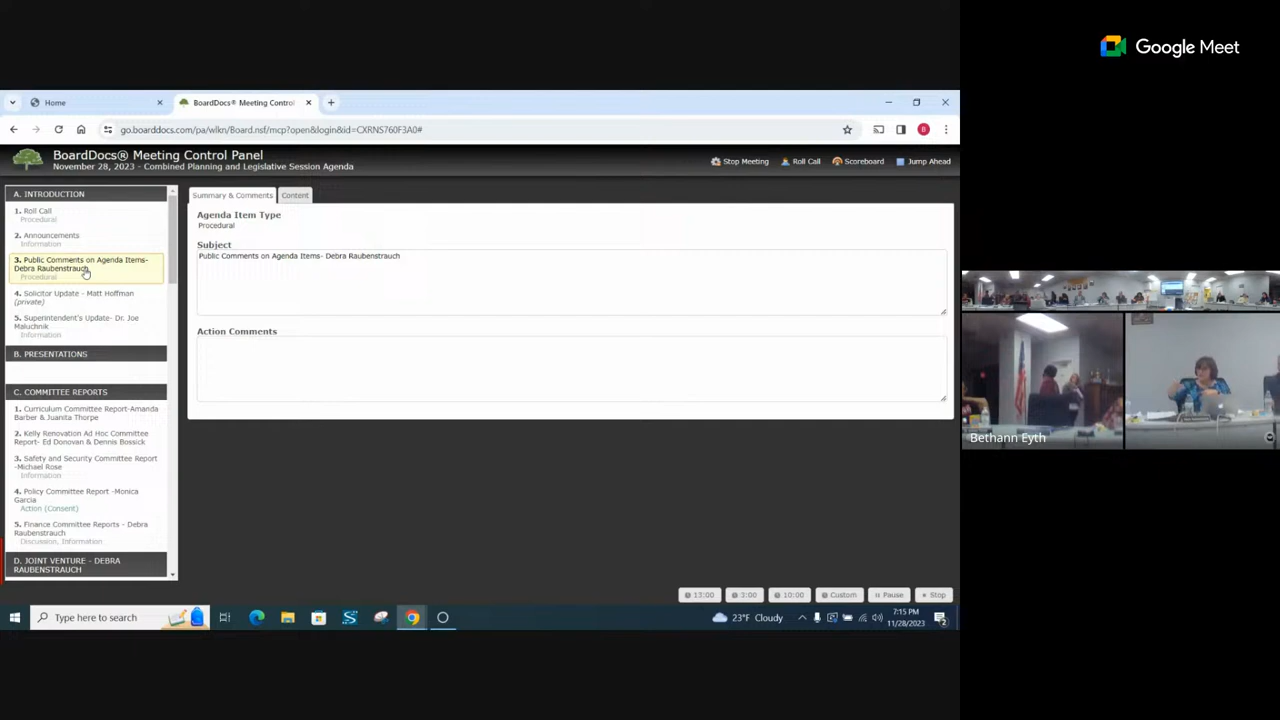 Google Meet
Home
BoardDocs® Meeting Control
go.boarddocs.com/pa/wlkn/Board.nsf/mcp?open&login&id=CXRNS760F3A0#
BoardDocs® Meeting Control Panel
November 28, 2023 - Combined Planning and Legislative Session Agenda
Stop Meeting
Roll Call
Scoreboard
Jump Ahead
A. INTRODUCTION
1. Roll Call
Procedural
2. Announcements
Information
3. Public Comments on Agenda Items-
Debra Raubenstrauch
Procedural
4. Solicitor Update - Matt Hoffman
(private)
5. Superintendent's Update- Dr. Joe
Maluchnik
Information
B. PRESENTATIONS
C. COMMITTEE REPORTS
1. Curriculum Committee Report-Amanda
Barber & Juanita Thorpe
2. Kelly Renovation Ad Hoc Committee
Report- Ed Donovan & Dennis Bossick
3. Safety and Security Committee Report
-Michael Rose
Information
4. Policy Committee Report -Monica
Garcia
Action (Consent)
5. Finance Committee Reports - Debra
Raubenstrauch
Discussion, Information
D. JOINT VENTURE - DEBRA
RAUBENSTRAUCH
Summary & Comments
Content
Agenda Item Type
Procedural
Subject
Public Comments on Agenda Items- Debra Raubenstrauch
Action Comments
Bethann Eyth
13:00
3:00
10:00
Custom
Pause
Stop
Type here to search
23°F Cloudy
7:15 PM
11/28/2023